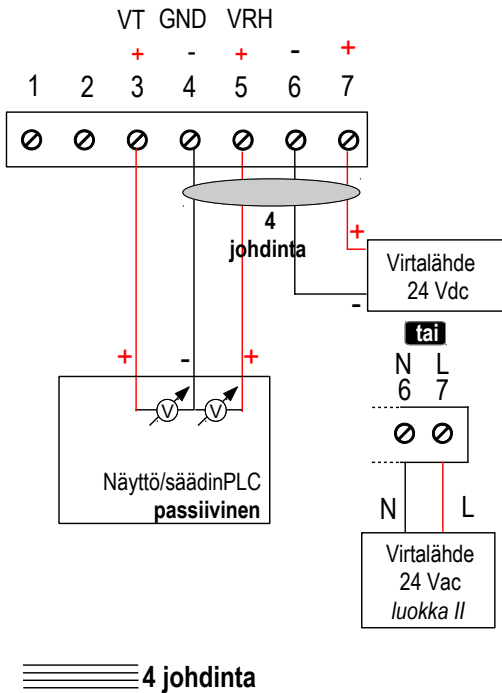 VT GND VRH
+ - + - +
1 2 3 4 5 6 7
4
johdinta
+
Virtalähde
24 Vdc
-
tai
N L
6 7
+ - +
V V
Näyttö/säädinPLC
passiivinen
N L
Virtalähde
24 Vac
luokka II
4 johdinta